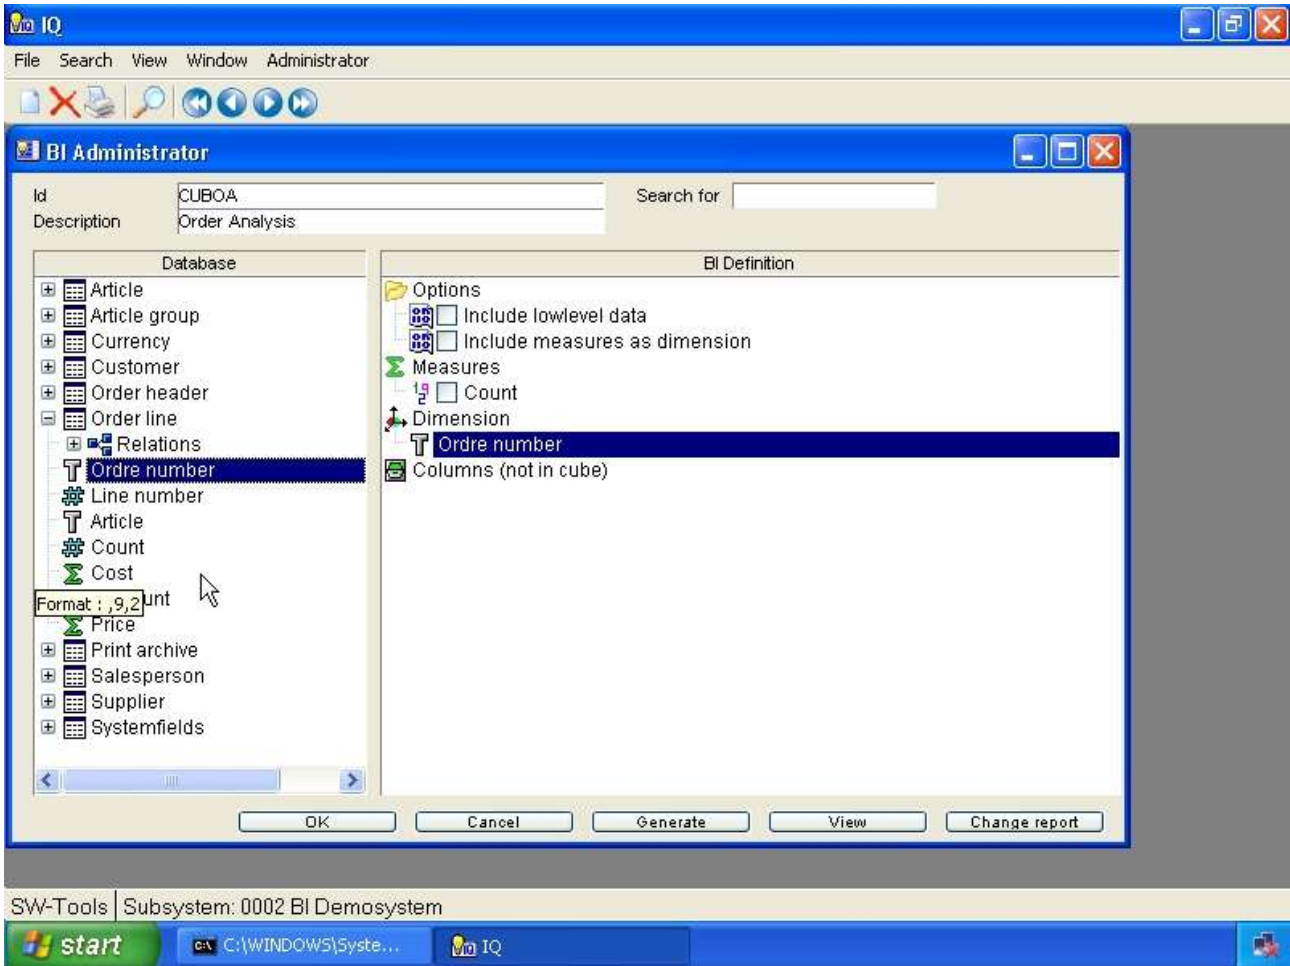 IQ
File Search View Window Administrator
BI Administrator
Id CUBOA Search for
Description Order Analysis
Database BI Definition
Article Options
Article group Include lowlevel data
Currency Include measures as dimension
Customer Measures
Order header Count
Order line Dimension
Relations Ordre number
Ordre number Columns (not in cube)
Line number
Article
Count
Cost
Format : ,9,2 unt
Price
Print archive
Salesperson
Supplier
Systemfields
OK Cancel Generate View Change report
SW-Tools Subsystem: 0002 BI Demosystem
start C:\WINDOWS\Syste... IQ